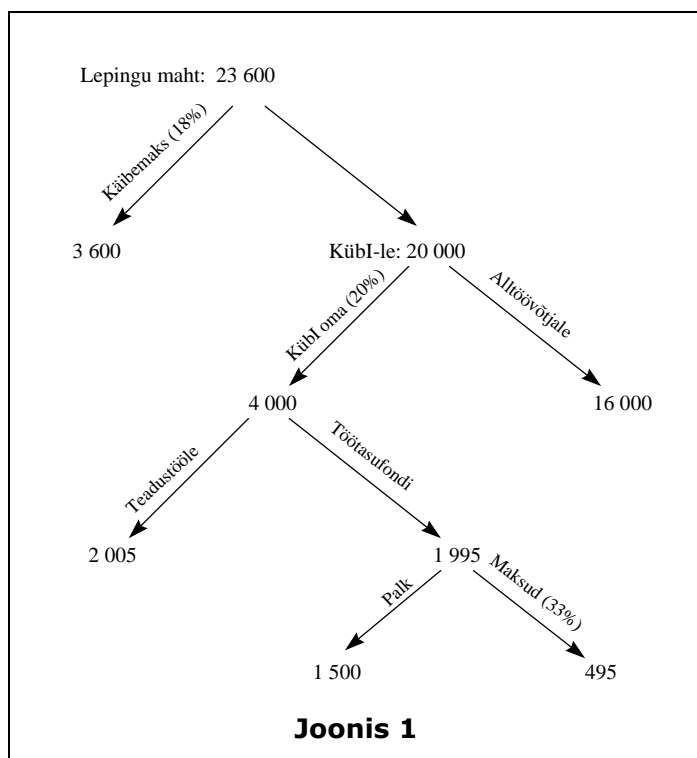 Lepingu maht: 23 600
Käibemaks (18%)
3 600
KübI-le: 20 000
KübI oma (20%)
Alltöövõtjale
4 000
16 000
Teadustööle
Töötasufondi
2 005
1 995
Palk
Maksud (33%)
1 500
495
Joonis 1